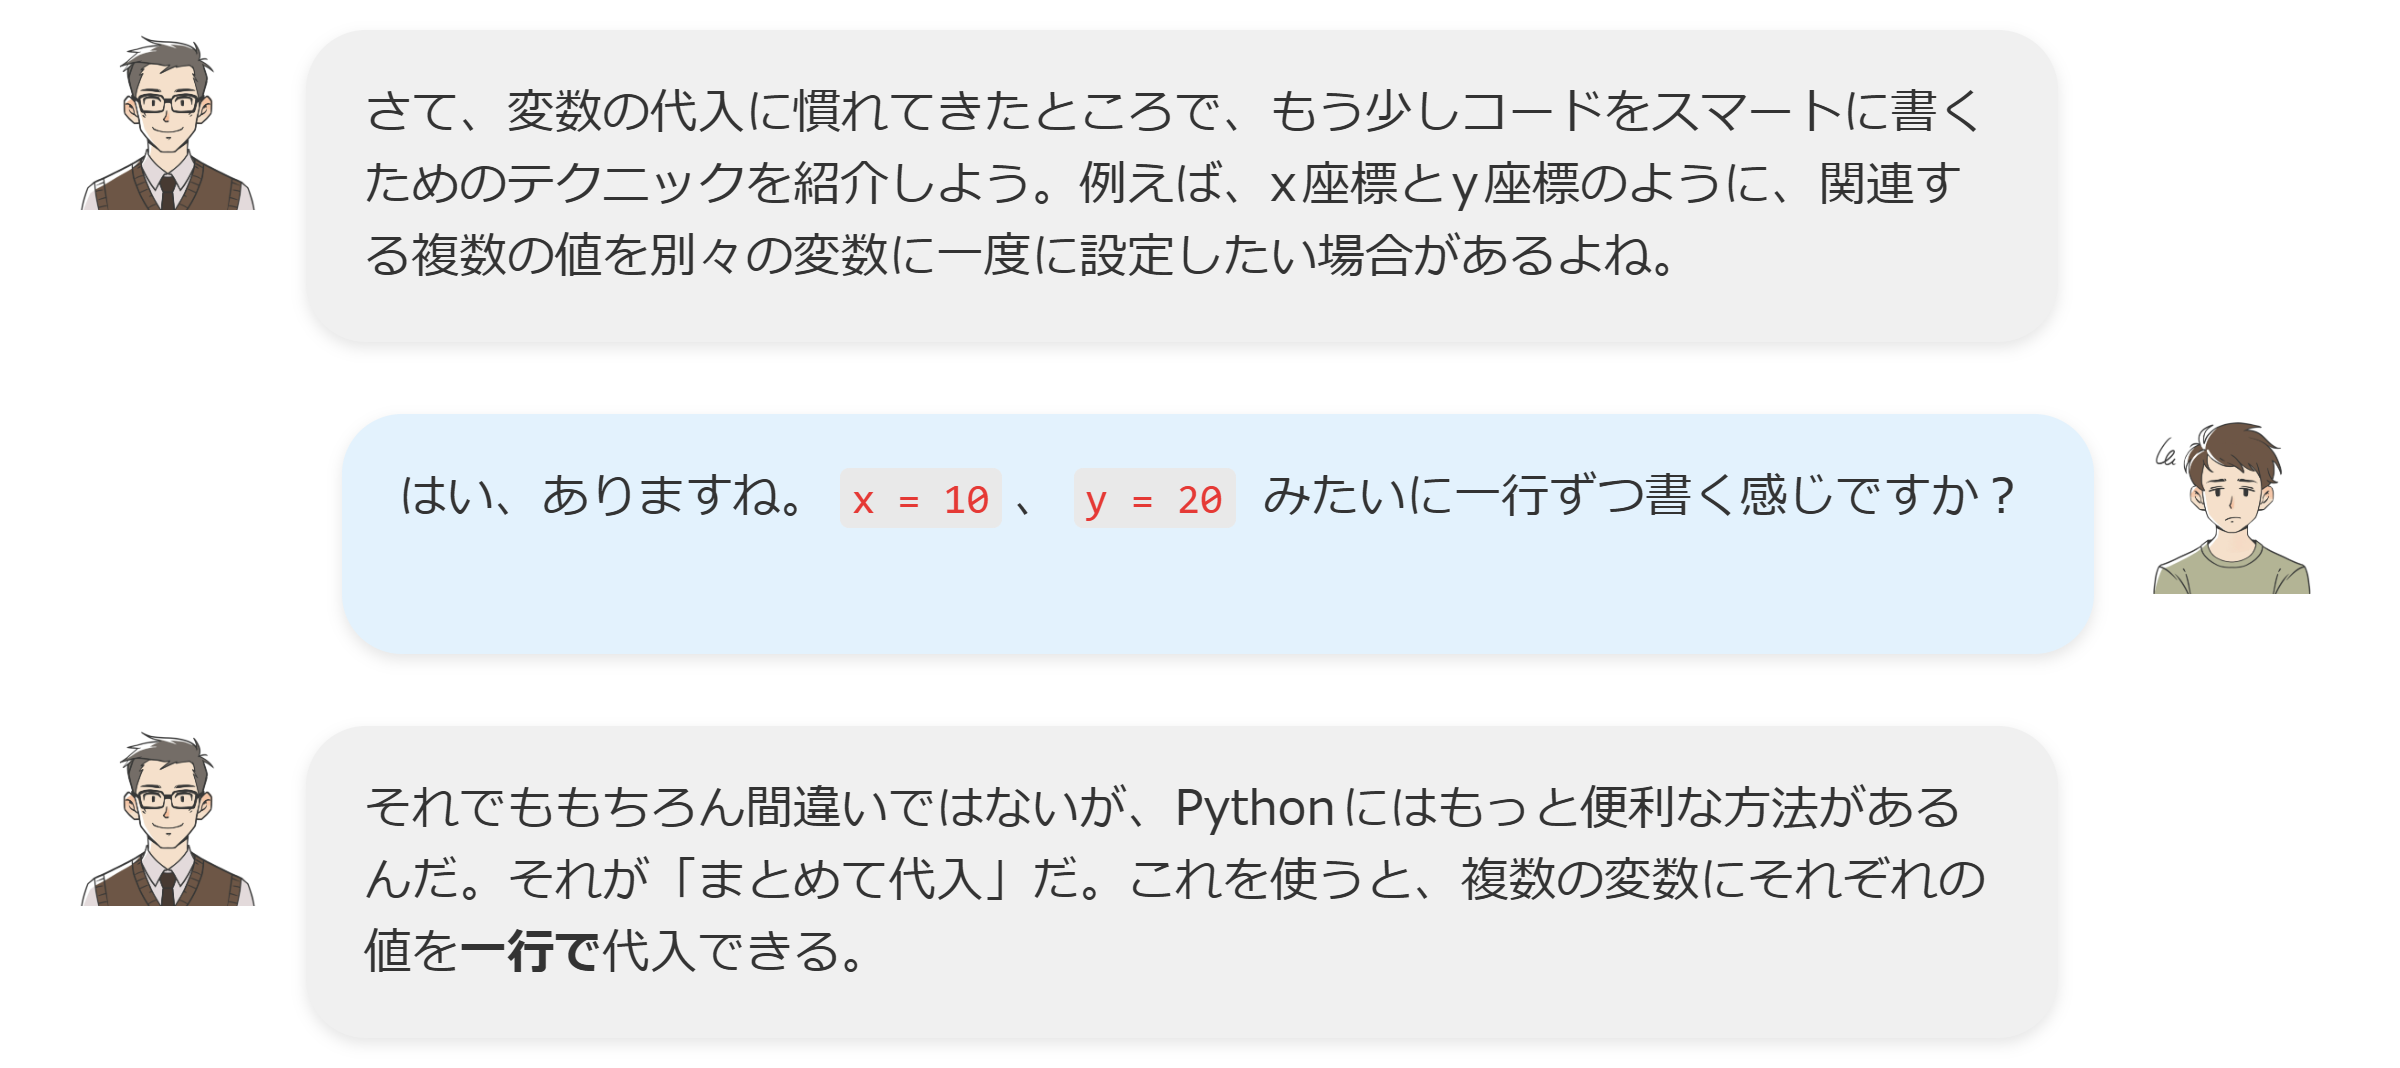 さて、変数の代入に慣れてきたところで、もう少しコードをスマートに書く
ためのテクニックを紹介しよう。例えば、x座標とy座標のように、関連す
る複数の値を別々の変数に一度に設定したい場合があるよね。
はい、ありますね。 x = 10 、 y = 20 みたいに一行ずつ書く感じですか？
それでももちろん間違いではないが、Pythonにはもっと便利な方法がある
んだ。それが「まとめて代入」だ。これを使うと、複数の変数にそれぞれの
値を一行で代入できる。